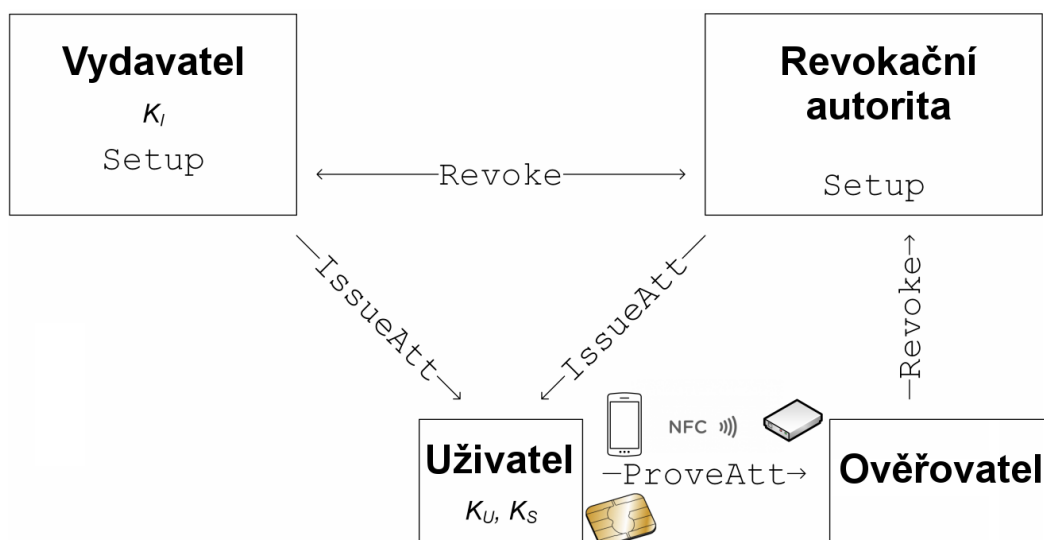 Vydavatel
K_I
Setup
Revokační
autorita
Setup
Revoke
IssueAtt
IssueAtt
Revoke
NFC
Uživatel
K_U, K_S
ProveAtt
Ověřovatel